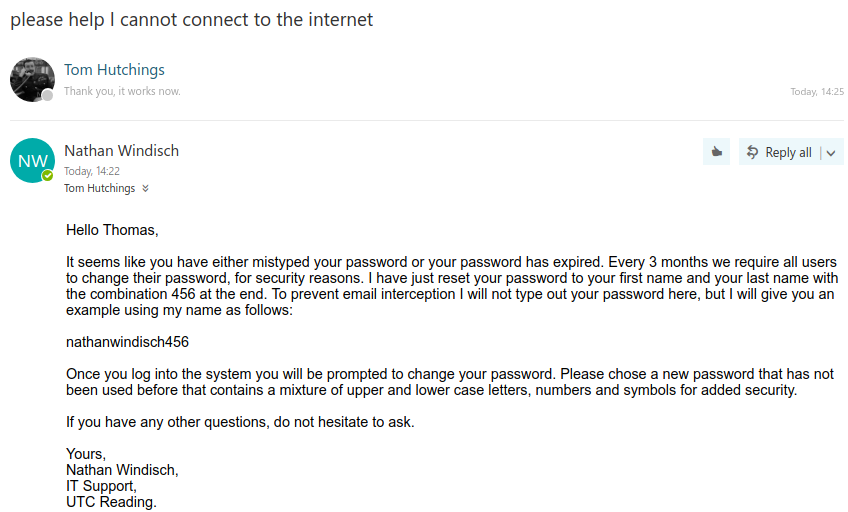 please help I cannot connect to the internet
Tom Hutchings
Thank you, it works now.
Today, 14:25
NW
Nathan Windisch
Reply all
Today, 14:22
Tom Hutchings
Hello Thomas,
It seems like you have either mistyped your password or your password has expired. Every 3 months we require all users
to change their password, for security reasons. I have just reset your password to your first name and your last name with
the combination 456 at the end. To prevent email interception I will not type out your password here, but I will give you an
example using my name as follows:
nathanwindisch456
Once you log into the system you will be prompted to change your password. Please chose a new password that has not
been used before that contains a mixture of upper and lower case letters, numbers and symbols for added security.
If you have any other questions, do not hesitate to ask.
Yours,
Nathan Windisch,
IT Support,
UTC Reading.